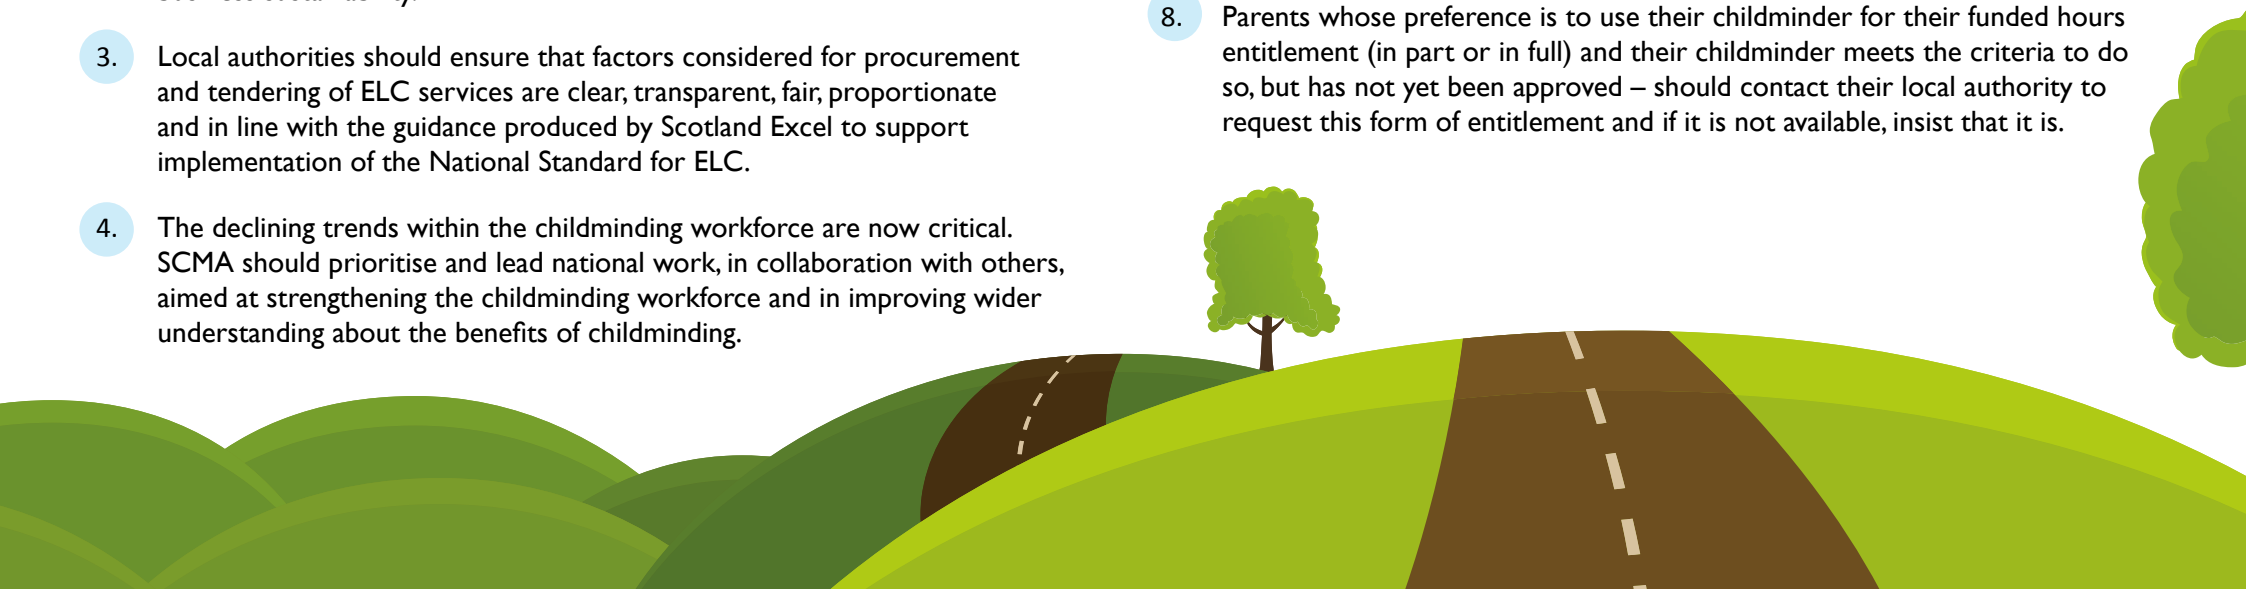 3.
Local authorities should ensure that factors considered for procurement
and tendering of ELC services are clear, transparent, fair, proportionate
and in line with the guidance produced by Scotland Excel to support
implementation of the National Standard for ELC.
4.
The declining trends within the childminding workforce are now critical.
SCMA should prioritise and lead national work, in collaboration with others,
aimed at strengthening the childminding workforce and in improving wider
understanding about the benefits of childminding.
8.
Parents whose preference is to use their childminder for their funded hours
entitlement (in part or in full) and their childminder meets the criteria to do
so, but has not yet been approved – should contact their local authority to
request this form of entitlement and if it is not available, insist that it is.